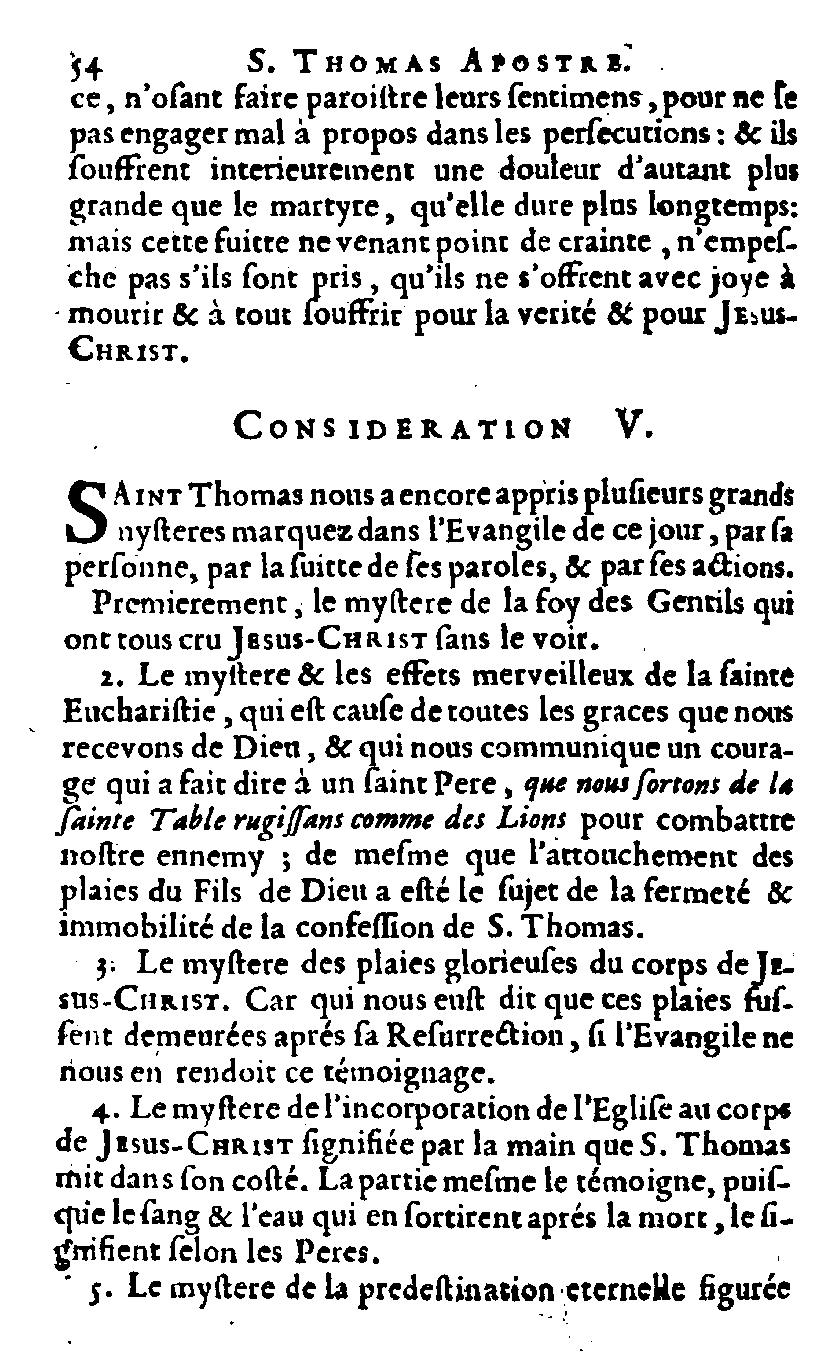 54 S. THOMAS APOSTRE.
ce, n'oſant faire paroiſtre leurs ſentimens, pour ne ſe
pas engager mal à propos dans les perſecutions : & ils
ſouffrent interieurement une douleur d'autant plus
grande que le martyre, qu'elle dure plus longtemps:
mais cette fuitte ne venant point de crainte, n'empeſ-
che pas s'ils ſont pris, qu'ils ne s'offrent avec joye à
mourir & à tout ſouffrir pour la verité & pour JESUS-
CHRIST.
CONSIDERATION V.
SAINT Thomas nous a encore appris pluſieurs grands
myſteres marquez dans l'Evangile de ce jour, par ſa
perſonne, par la ſuitte de ſes paroles, & par ſes actions.
Premierement, le myſtere de la foy des Gentils qui
ont tous cru JESUS-CHRIST ſans le voir.
2. Le myſtere & les effets merveilleux de la ſainte
Euchariſtie, qui eſt cauſe de toutes les graces que nous
recevons de Dieu, & qui nous communique un coura-
ge qui a fait dire à un ſaint Pere, que nous ſortons de la
ſainte Table rugiſſans comme des Lions pour combattre
noſtre ennemy ; de meſme que l'attouchement des
plaies du Fils de Dieu a eſté le ſujet de la fermeté &
immobilité de la confeſſion de S. Thomas.
3. Le myſtere des plaies glorieuſes du corps de JE-
SUS-CHRIST. Car qui nous euſt dit que ces plaies fuſ-
ſent demeurées aprés ſa Reſurrection, ſi l'Evangile ne
nous en rendoit ce témoignage.
4. Le myſtere de l'incorporation de l'Egliſe au corps
de JESUS-CHRIST ſignifiée par la main que S. Thomas
mit dans ſon coſté. La partie meſme le témoigne, puiſ-
que le ſang & l'eau qui en ſortirent aprés la mort, le ſi-
gnifient ſelon les Peres.
5. Le myſtere de la predeſtination eternelle figurée